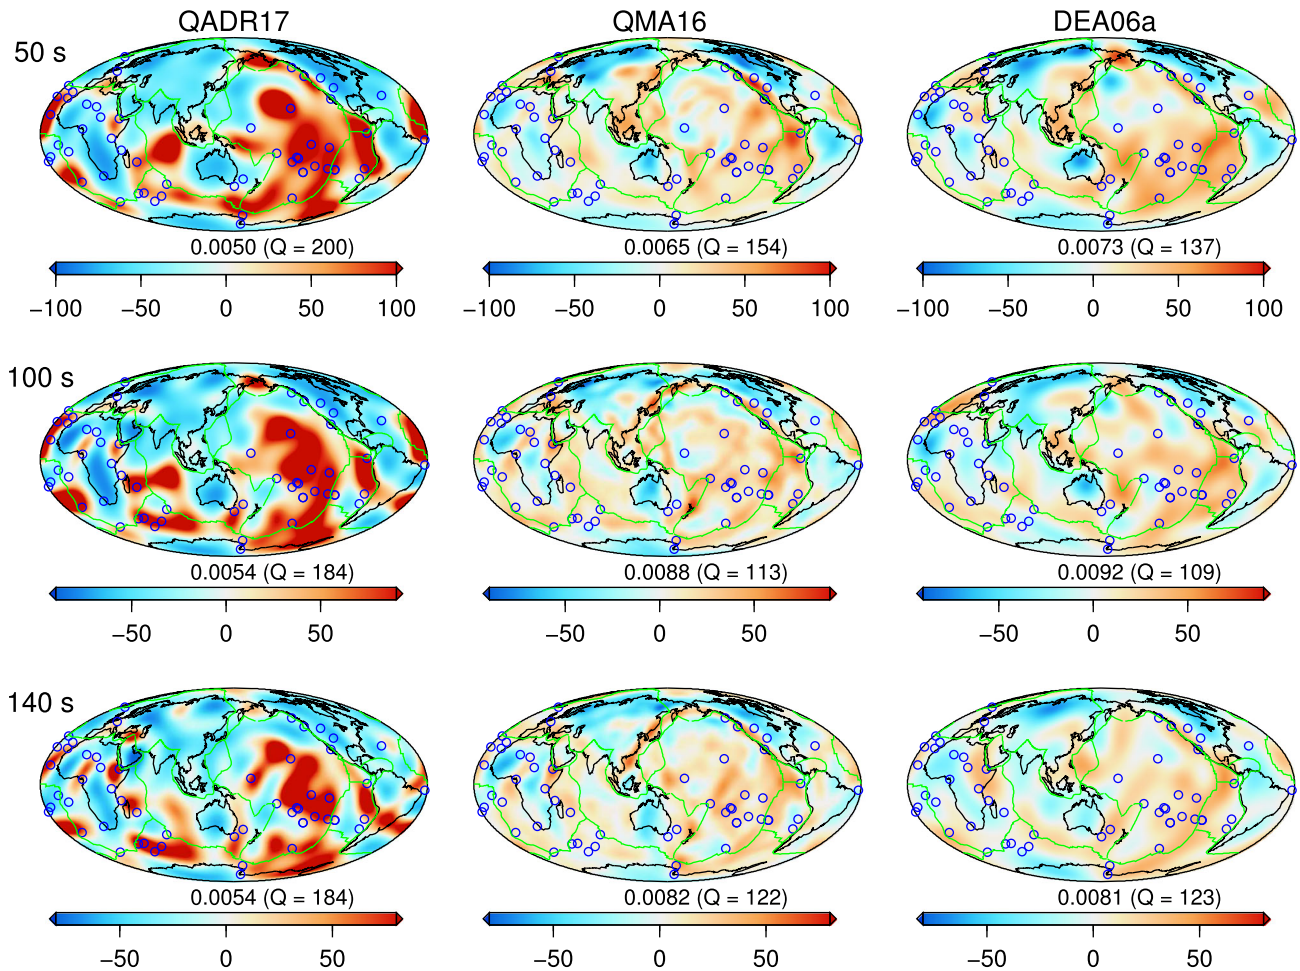 QADR17 QMA16 DEA06a
50 s
0.0050 (Q = 200) 0.0065 (Q = 154) 0.0073 (Q = 137)
−100 −50 0 50 100 −100 −50 0 50 100 −100 −50 0 50 100
100 s
0.0054 (Q = 184) 0.0088 (Q = 113) 0.0092 (Q = 109)
−50 0 50 −50 0 50 −50 0 50
140 s
0.0054 (Q = 184) 0.0082 (Q = 122) 0.0081 (Q = 123)
−50 0 50 −50 0 50 −50 0 50